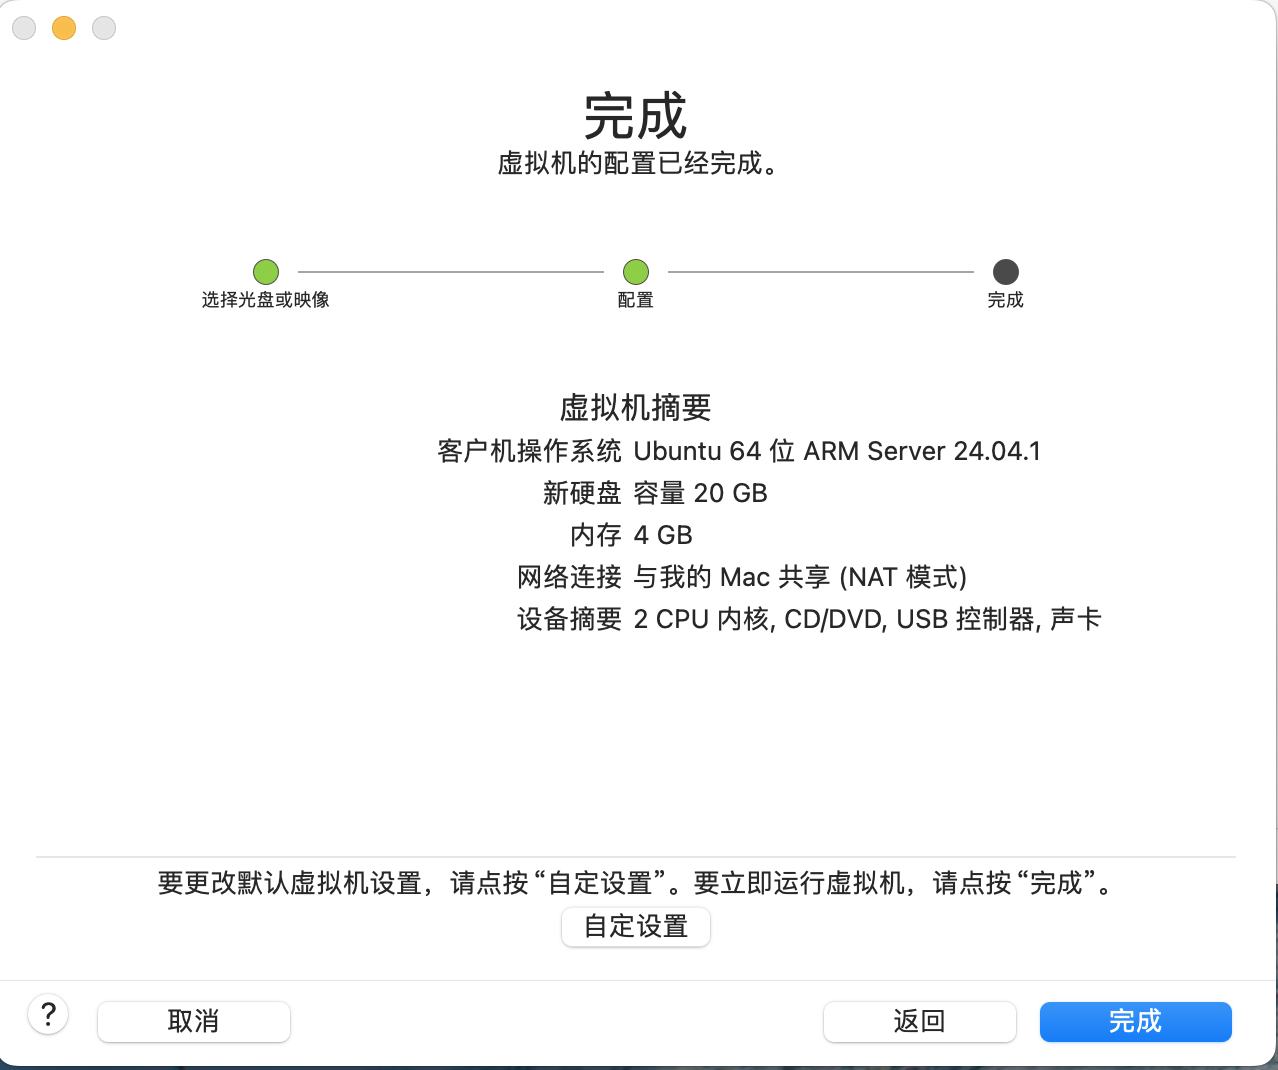 完成
虚拟机的配置已经完成。
选择光盘或映像
配置
完成
虚拟机摘要
客户机操作系统 Ubuntu 64 位 ARM Server 24.04.1
新硬盘 容量 20 GB
内存 4 GB
网络连接 与我的 Mac 共享 (NAT 模式)
设备摘要 2 CPU 内核, CD/DVD, USB 控制器, 声卡
要更改默认虚拟机设置，请点按“自定设置”。要立即运行虚拟机，请点按“完成”。
自定设置
?
取消
返回
完成